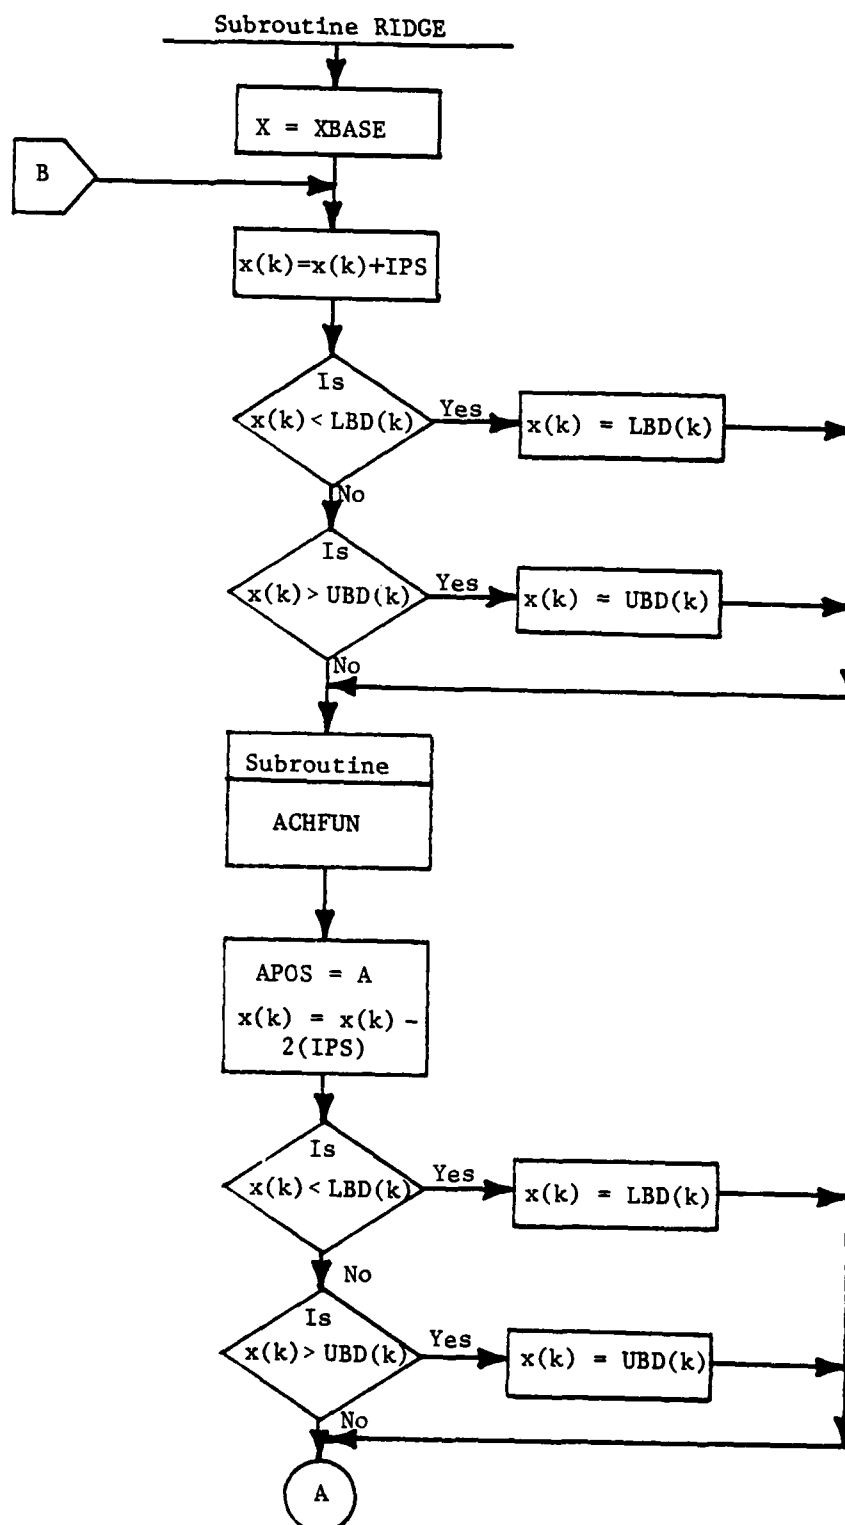 Subroutine RIDGE
X = XBASE
B
x(k)=x(k)+IPS
Is
x(k) < LBD(k)
Yes
x(k) = LBD(k)
No
Is
x(k) > UBD(k)
Yes
x(k) = UBD(k)
No
Subroutine
ACHFUN
APOS = A
x(k) = x(k) -
2(IPS)
Is
x(k) < LBD(k)
Yes
x(k) = LBD(k)
No
Is
x(k) > UBD(k)
Yes
x(k) = UBD(k)
No
A